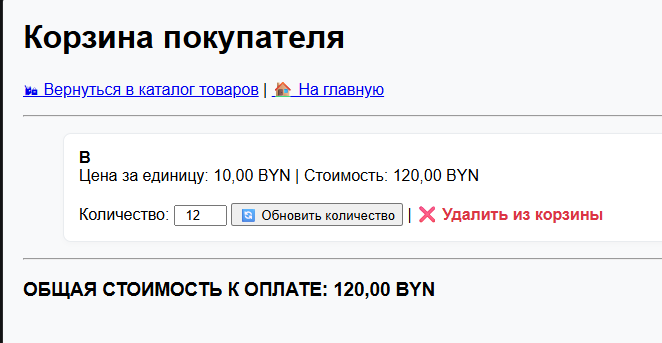 Корзина покупателя
🛍 Вернуться в каталог товаров | 🏠 На главную
В
Цена за единицу: 10,00 BYN | Стоимость: 120,00 BYN
Количество: 12 🔄 Обновить количество | ❌ Удалить из корзины
ОБЩАЯ СТОИМОСТЬ К ОПЛАТЕ: 120,00 BYN